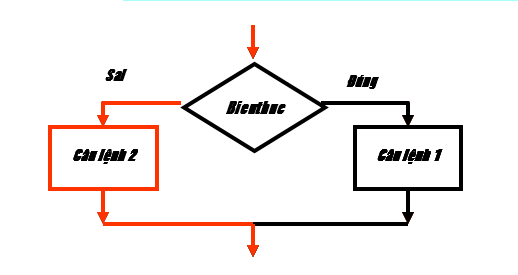 Sai
Đúng
Bieuthuc
Câu lệnh 2
Câu lệnh 1